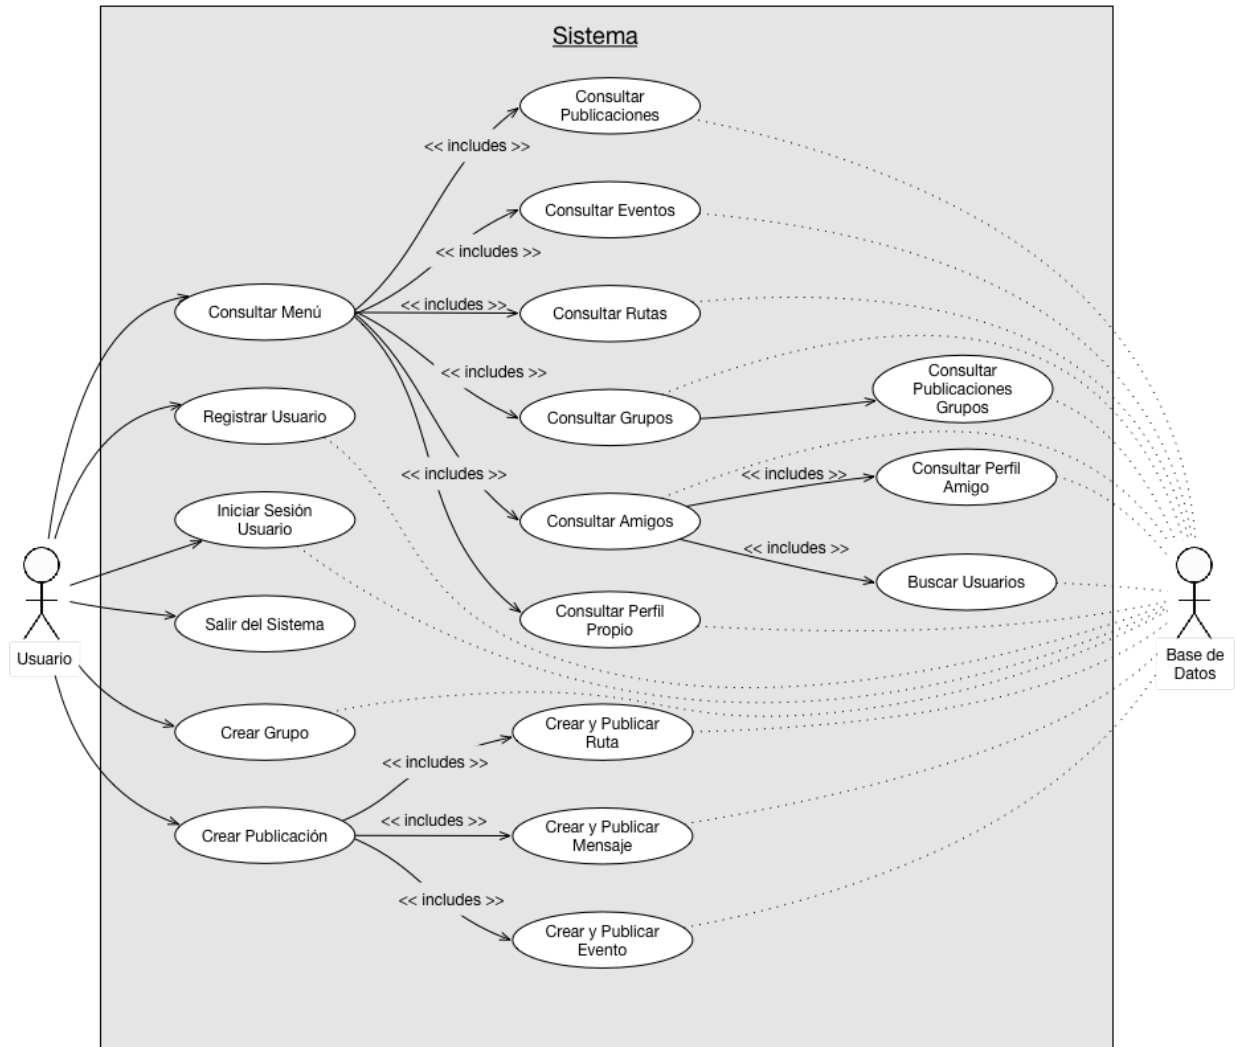 Sistema
Consultar
Publicaciones
<< includes >>
Consultar Eventos
<< includes >>
Consultar Menú
<< includes >>
Consultar Rutas
<< includes >>
Consultar
Publicaciones
Grupos
Registrar Usuario
Consultar Grupos
<< includes >>
<< includes >>
Consultar Perfil
Amigo
Iniciar Sesión
Usuario
Consultar Amigos
<< includes >>
Buscar Usuarios
Salir del Sistema
Consultar Perfil
Propio
Usuario
Base de
Datos
Crear Grupo
Crear y Publicar
Ruta
<< includes >>
Crear Publicación
<< includes >>
Crear y Publicar
Mensaje
<< includes >>
Crear y Publicar
Evento